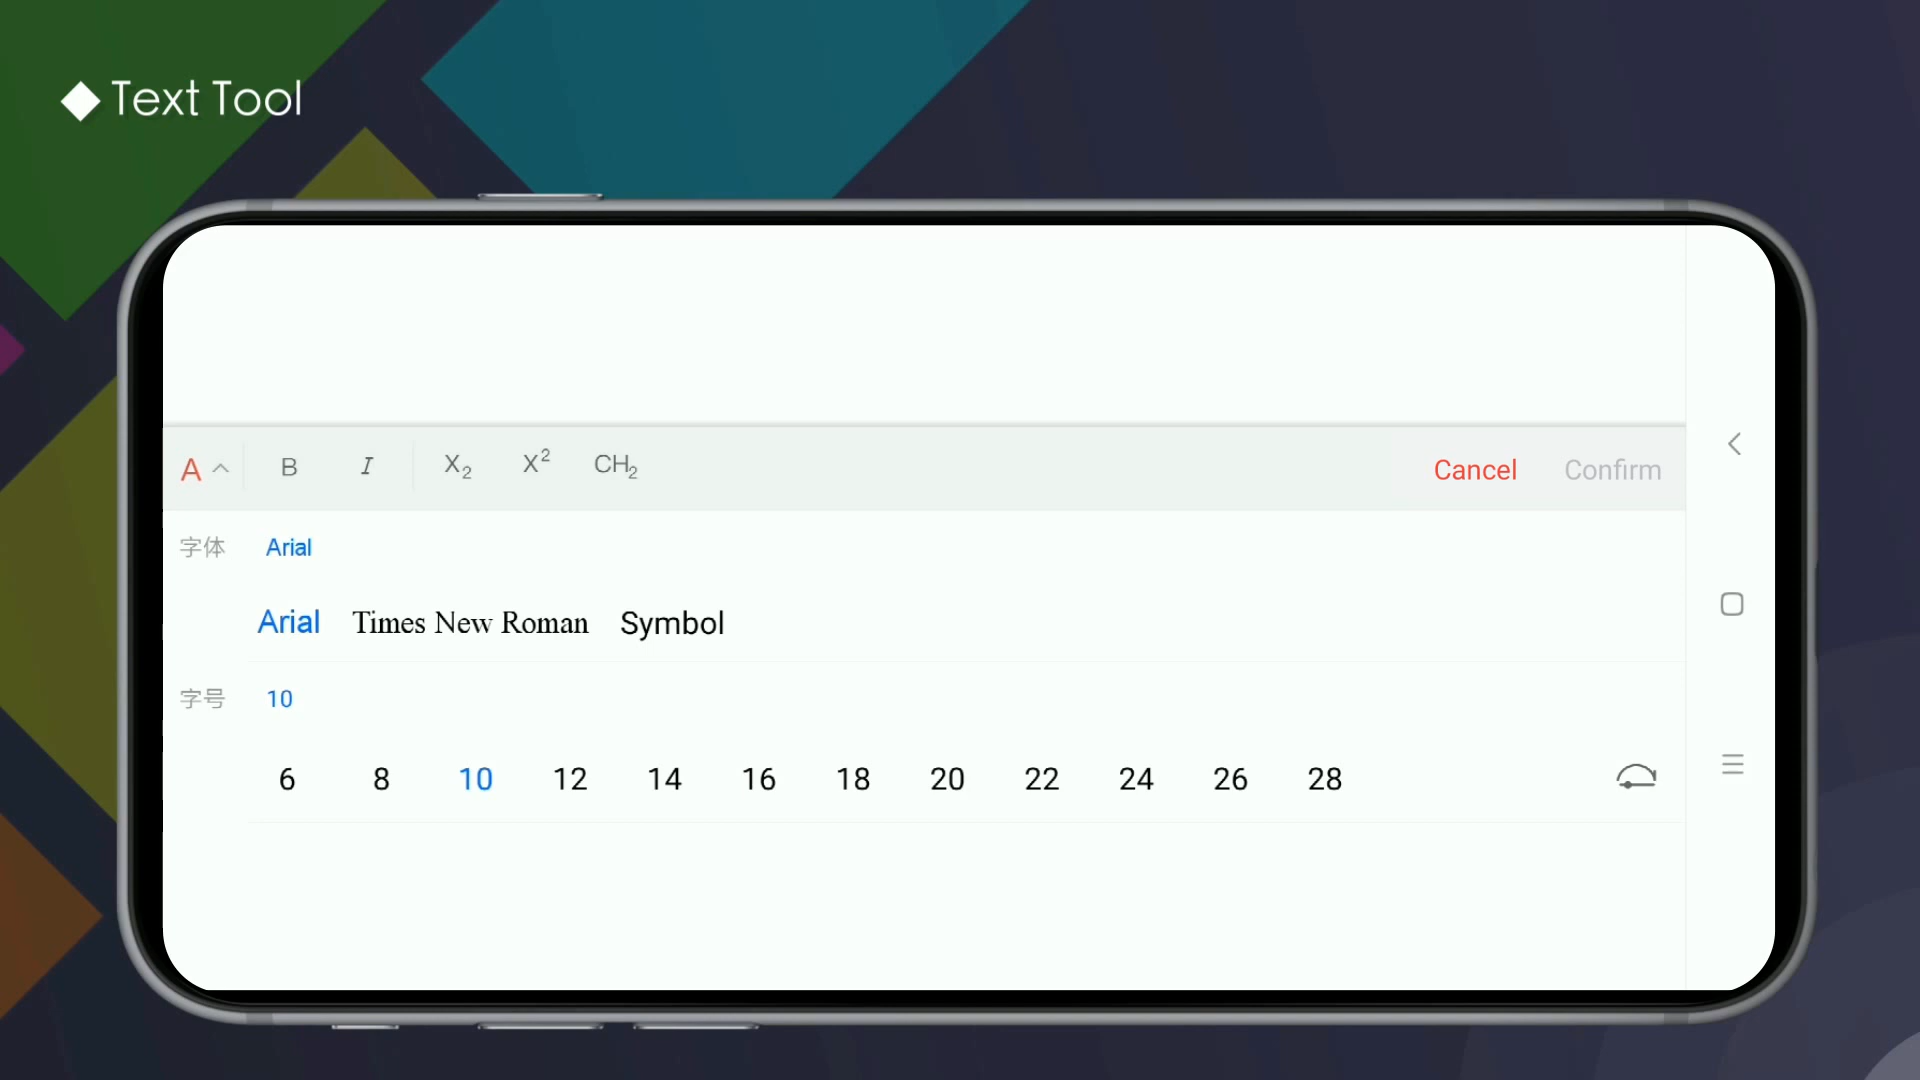 Text Tool
A B I X₂ X² CH₂ Cancel Confirm
字体 Arial
Arial Times New Roman Symbol
字号 10
6 8 10 12 14 16 18 20 22 24 26 28